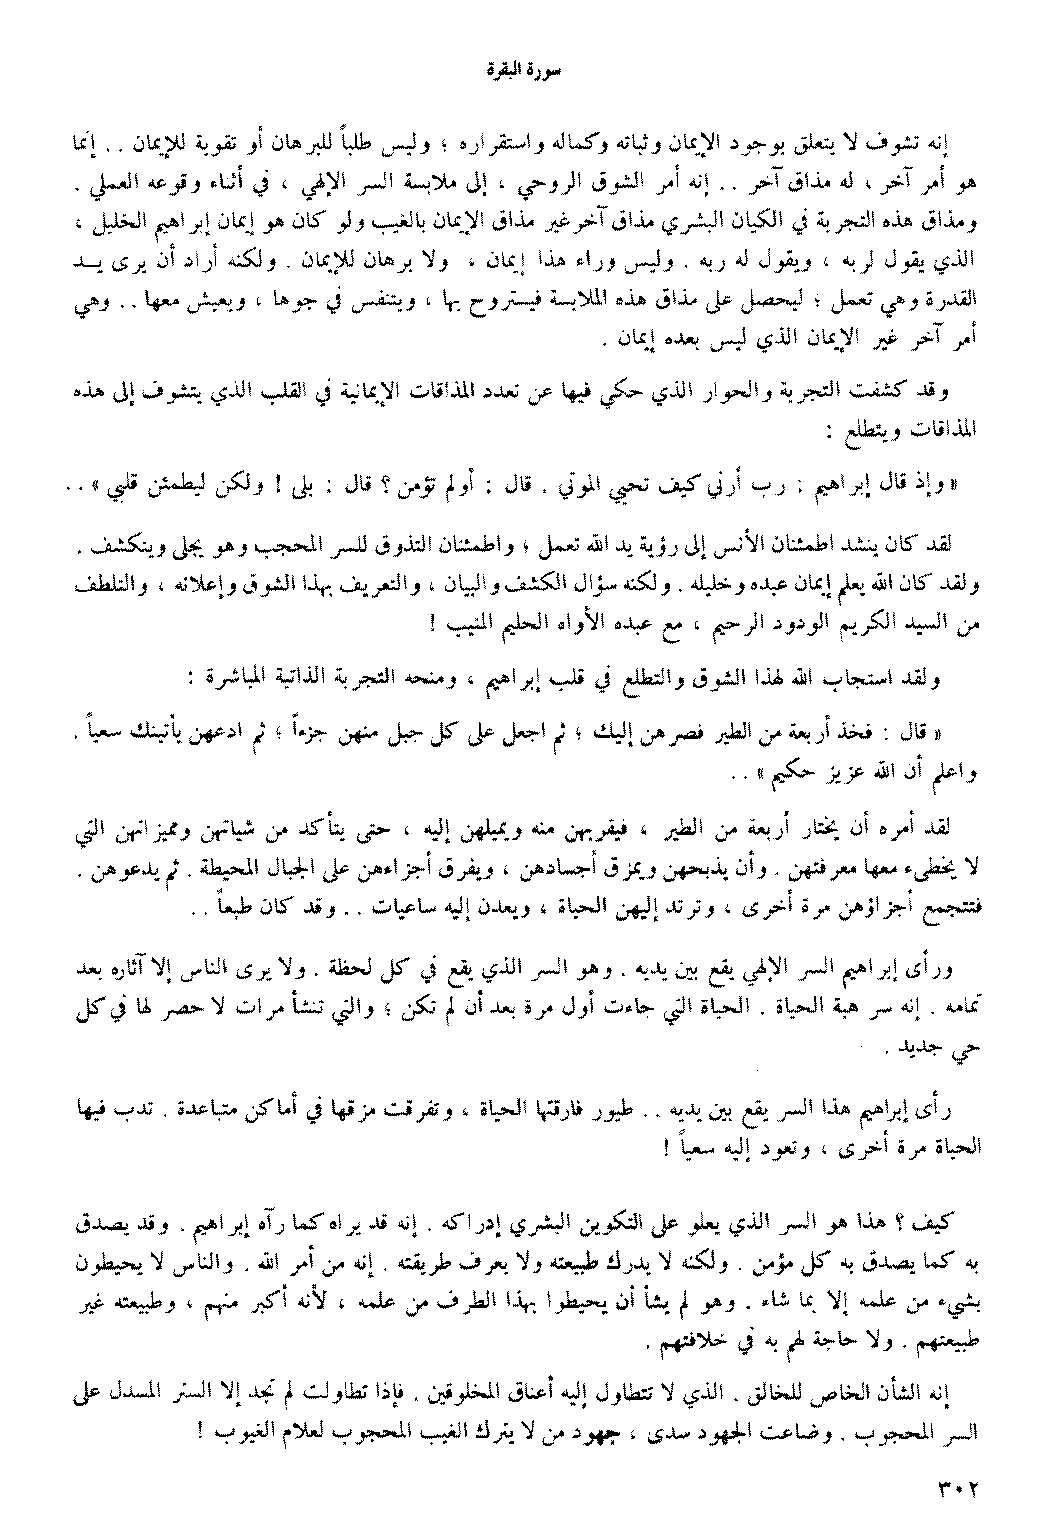 سورة البقرة
إنه تشوف لا يتعلق بوجود الإيمان وثباته وكماله واستقراره ؛ وليس طلباً للبرهان أو تقوية للإيمان . . إنما
هو أمر آخر ، له مذاق آخر . . إنه أمر الشوق الروحي ، إلى ملابسة السر الإلهي ، في أثناء وقوعه العملي .
ومذاق هذه التجربة في الكيان البشري مذاق آخر غير مذاق الإيمان بالغيب ولو كان هو إيمان إبراهيم الخليل ،
الذي يقول لربه ، ويقول له ربه . وليس وراء هذا إيمان ، ولا برهان للإيمان . ولكنه أراد أن يرى يـد
القدرة وهي تعمل ؛ ليحصل على مذاق هذه الملابسة فيستروح بها ، ويتنفس في جوها ، ويعيش معها . . وهي
أمر آخر غير الإيمان الذي ليس بعده إيمان .
وقد كشفت التجربة والحوار الذي حكي فيها عن تعدد المذاقات الإيمانية في القلب الذي يتشوف إلى هذه
المذاقات ويتطلع :
« وإذ قال إبراهيم : رب أرني كيف تحيي الموتى . قال : أولم تؤمن ؟ قال : بلى ! ولكن ليطمئن قلبي » . .
لقد كان ينشد اطمئنان الأنس إلى رؤية يد الله تعمل ؛ واطمئنان التذوق للسر المحجب وهو يجلى ويتكشف .
ولقد كان الله يعلم إيمان عبده وخليله . ولكنه سؤال الكشف والبيان ، والتعريف بهذا الشوق وإعلانه ، والتلطف
من السيد الكريم الودود الرحيم ، مع عبده الأواه الحليم المنيب !
ولقد استجاب الله لهذا الشوق والتطلع في قلب إبراهيم ، ومنحه التجربة الذاتية المباشرة :
« قال : فخذ أربعة من الطير فصرهن إليك ؛ ثم اجعل على كل جبل منهن جزءاً ؛ ثم ادعهن يأتينك سعياً .
واعلم أن الله عزيز حكيم » . .
لقد أمره أن يختار أربعة من الطير ، فيقربهن منه ويميلهن إليه ، حتى يتأكد من شياتهن ومميزاتهن التي
لا يخطىء معها معرفتهن . وأن يذبحهن ويمزق أجسادهن ، ويفرق أجزاءهن على الجبال المحيطة . ثم يدعوهن .
فتتجمع أجزاؤهن مرة أخرى ، وترتد إليهن الحياة ، ويعدن إليه ساعيات . . وقد كان طبعاً . .
ورأى إبراهيم السر الإلهي يقع بين يديه . وهو السر الذي يقع في كل لحظة . ولا يرى الناس إلا آثاره بعد
تمامه . إنه سر هبة الحياة . الحياة التي جاءت أول مرة بعد أن لم تكن ؛ والتي تنشأ مرات لا حصر لها في كل
حي جديد .
رأى إبراهيم هذا السر يقع بين يديه . . طيور فارقتها الحياة ، وتفرقت مزقها في أماكن متباعدة . تدب فيها
الحياة مرة أخرى ، وتعود إليه سعياً !
كيف ؟ هذا هو السر الذي يعلو على التكوين البشري إدراكه . إنه قد يراه كما رآه إبراهيم . وقد يصدق
به كما يصدق به كل مؤمن . ولكنه لا يدرك طبيعته ولا يعرف طريقته . إنه من أمر الله . والناس لا يحيطون
بشيء من علمه إلا بما شاء . وهو لم يشأ أن يحيطوا بهذا الطرف من علمه ، لأنه أكبر منهم ، وطبيعته غير
طبيعتهم . ولا حاجة لهم به في خلافتهم .
إنه الشأن الخاص للخالق . الذي لا تتطاول إليه أعناق المخلوقين . فإذا تطاولت لم تجد إلا الستر المسدل على
السر المحجوب . وضاعت الجهود سدى ، جهود من لا يترك الغيب المحجوب لعلام الغيوب !
٣٠٢